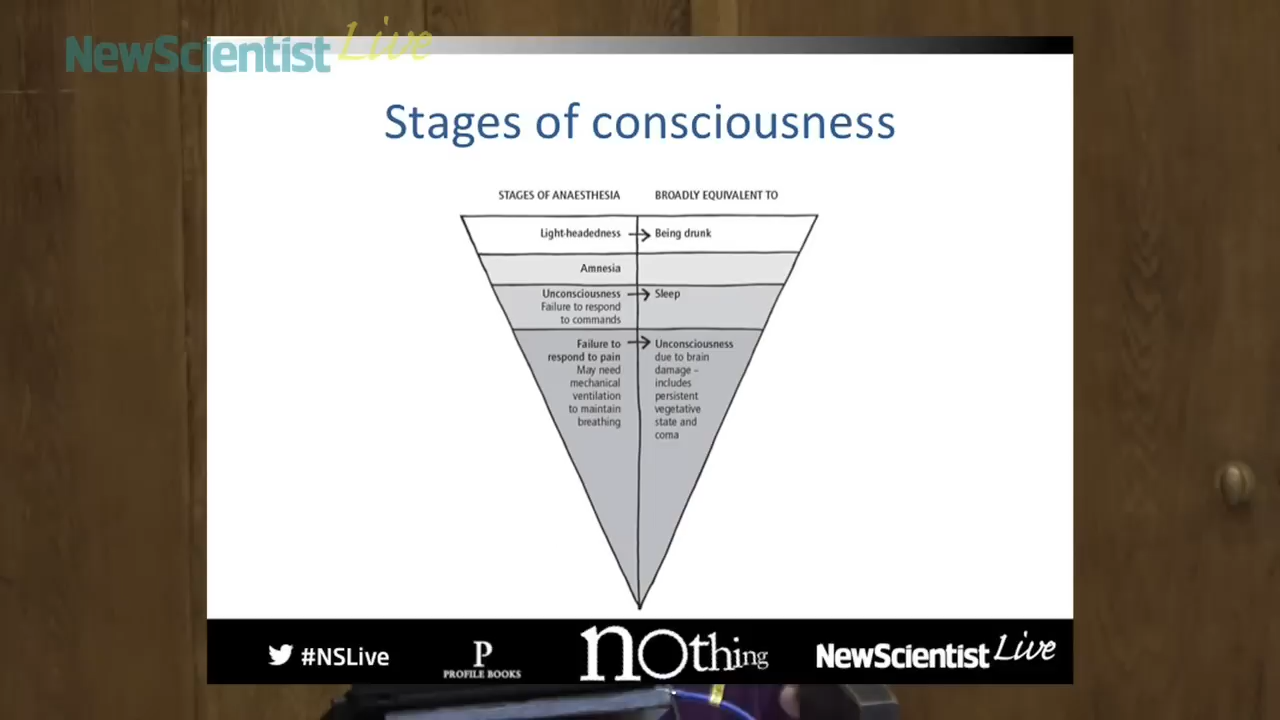 NewScientist Live
Stages of consciousness
STAGES OF ANAESTHESIA
BROADLY EQUIVALENT TO
Light-headedness
Being drunk
Amnesia
Unconsciousness
Failure to respond
to commands
Sleep
Failure to
respond to pain
May need
mechanical
ventilation
to maintain
breathing
Unconsciousness
due to brain
damage –
includes
persistent
vegetative
state and
coma
#NSLive
P
PROFILE BOOKS
nothing
NewScientist Live